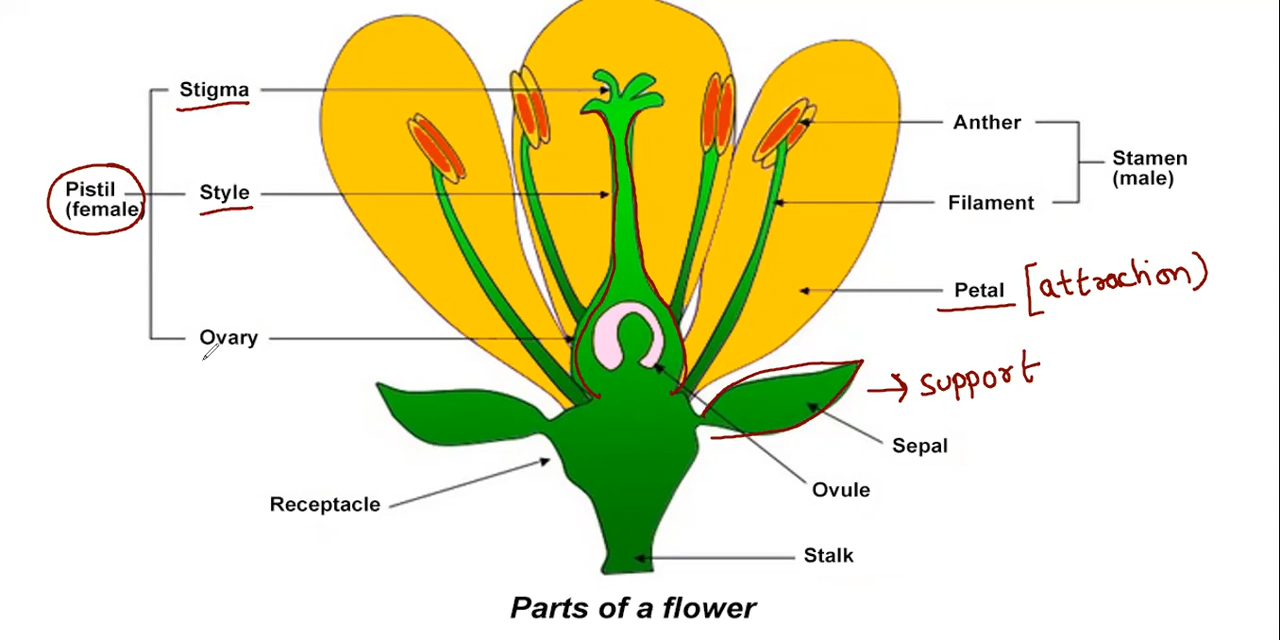 Stigma
Pistil
(female)
Style
Ovary
Receptacle
Anther
Stamen
(male)
Filament
Petal [attraction)
→ support
Sepal
Ovule
Stalk
Parts of a flower